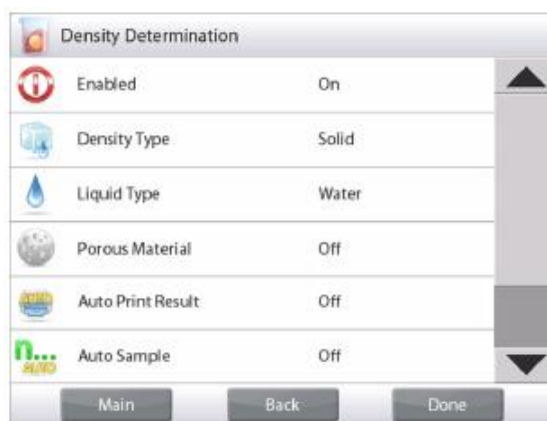 Density Determination
Enabled On
Density Type Solid
Liquid Type Water
Porous Material Off
Auto Print Result Off
n...
AUTO
Auto Sample Off
Main Back Done